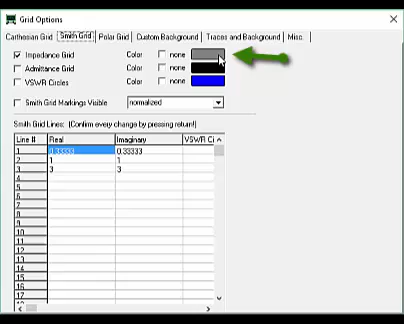 Grid Options
Carthesian Grid Smith Grid Polar Grid Custom Background Traces and Background Misc.
Impedance Grid Color none
Admittance Grid Color none
VSWR Circles Color none
Smith Grid Markings Visible normalized
Smith Grid Lines: (Confirm every change by pressing return!)
Line # Real Imaginary VSWR Ci
1 0.33333 0.33333
2 1 1
3 3 3
4
5
6
7
8
9
10
11
12
13
14
15
16
17